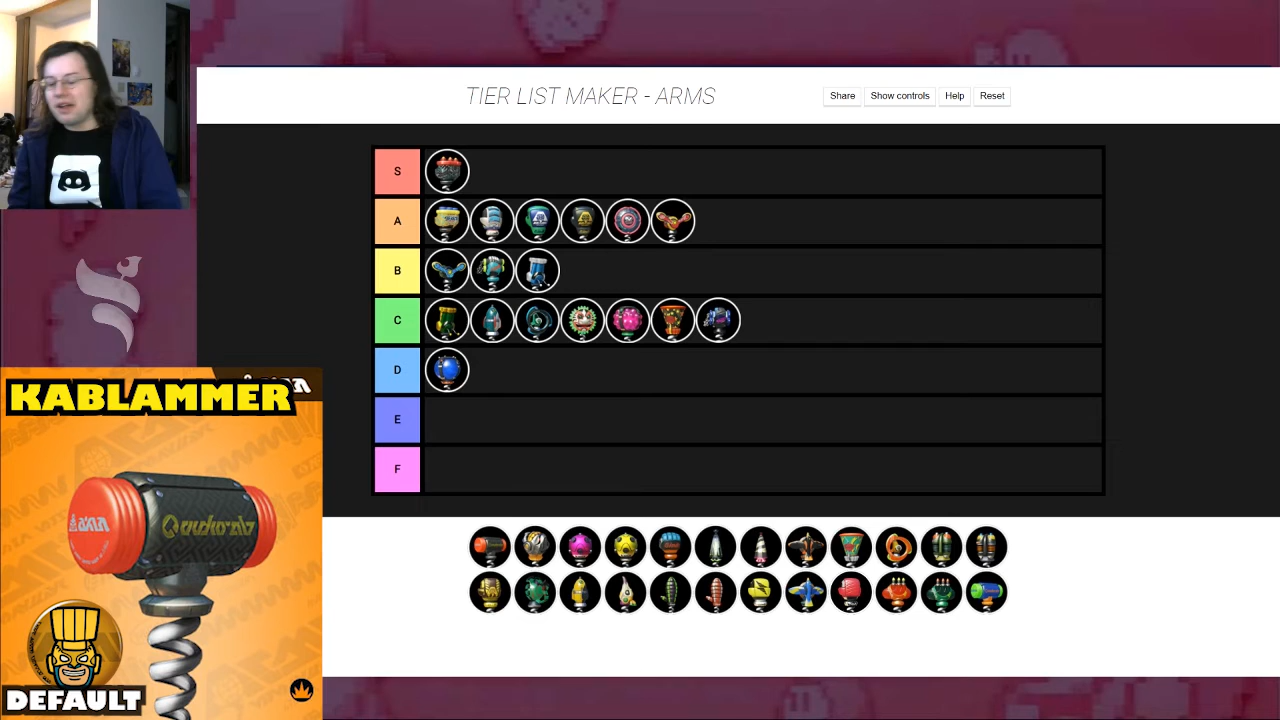 TIER LIST MAKER - ARMS
Share
Show controls
Help
Reset
S
A
B
C
D
E
F
KABLAMMER
DEFAULT